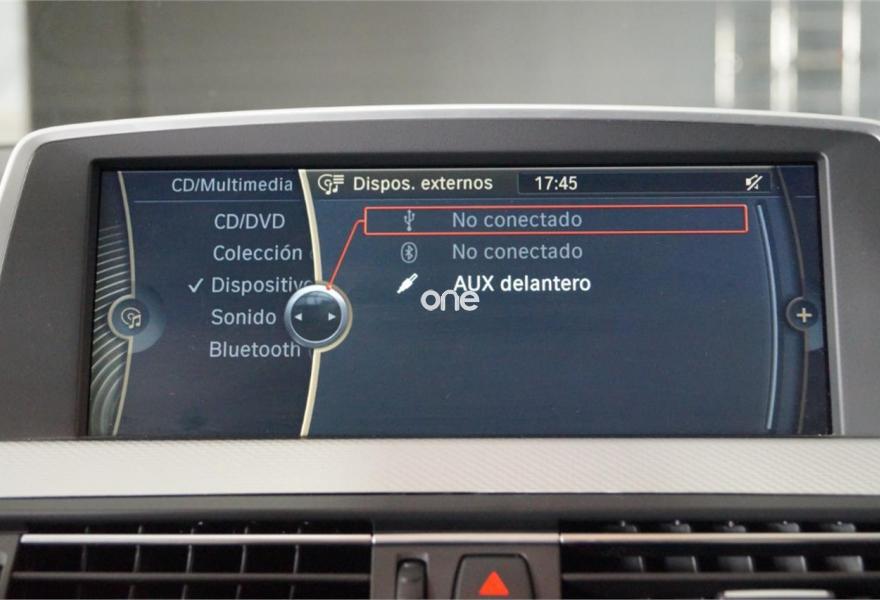 CD/Multimedia
Dispos. externos
17:45
CD/DVD
Colección
Dispositivo
Sonido
Bluetooth
No conectado
No conectado
AUX delantero
one